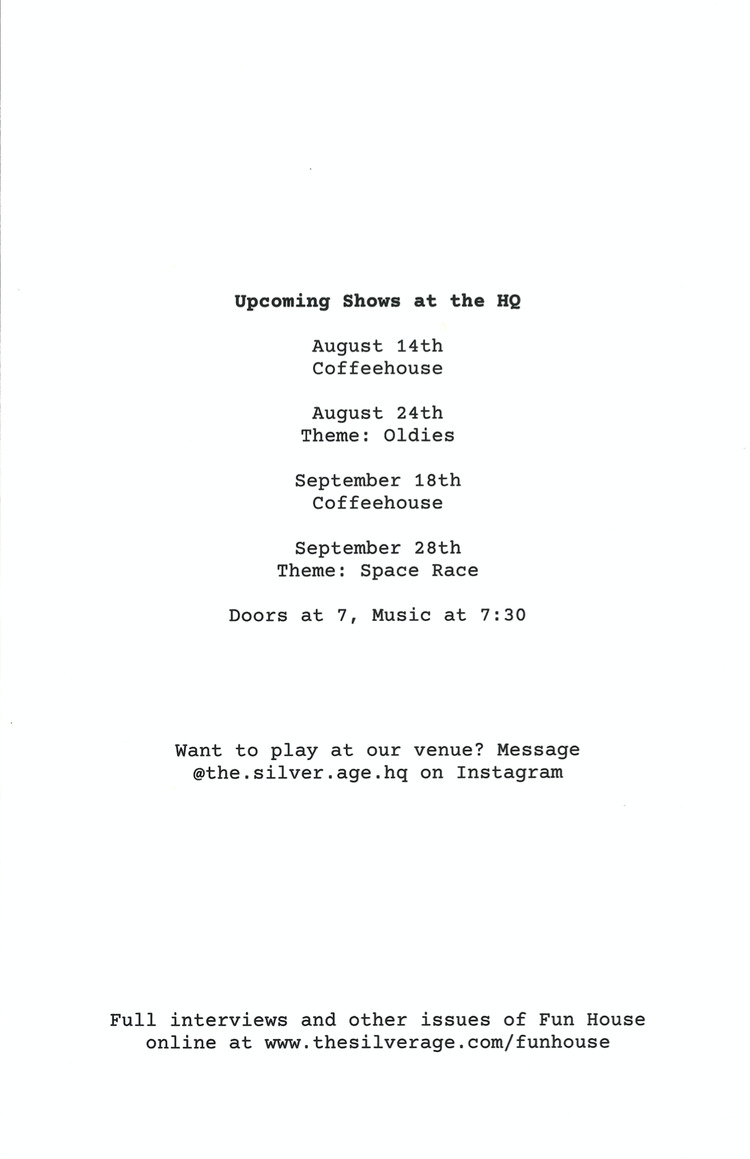 Upcoming Shows at the HQ
August 14th
Coffeehouse
August 24th
Theme: Oldies
September 18th
Coffeehouse
September 28th
Theme: Space Race
Doors at 7, Music at 7:30
Want to play at our venue? Message
@the.silver.age.hq on Instagram
Full interviews and other issues of Fun House
online at www.thesilverage.com/funhouse